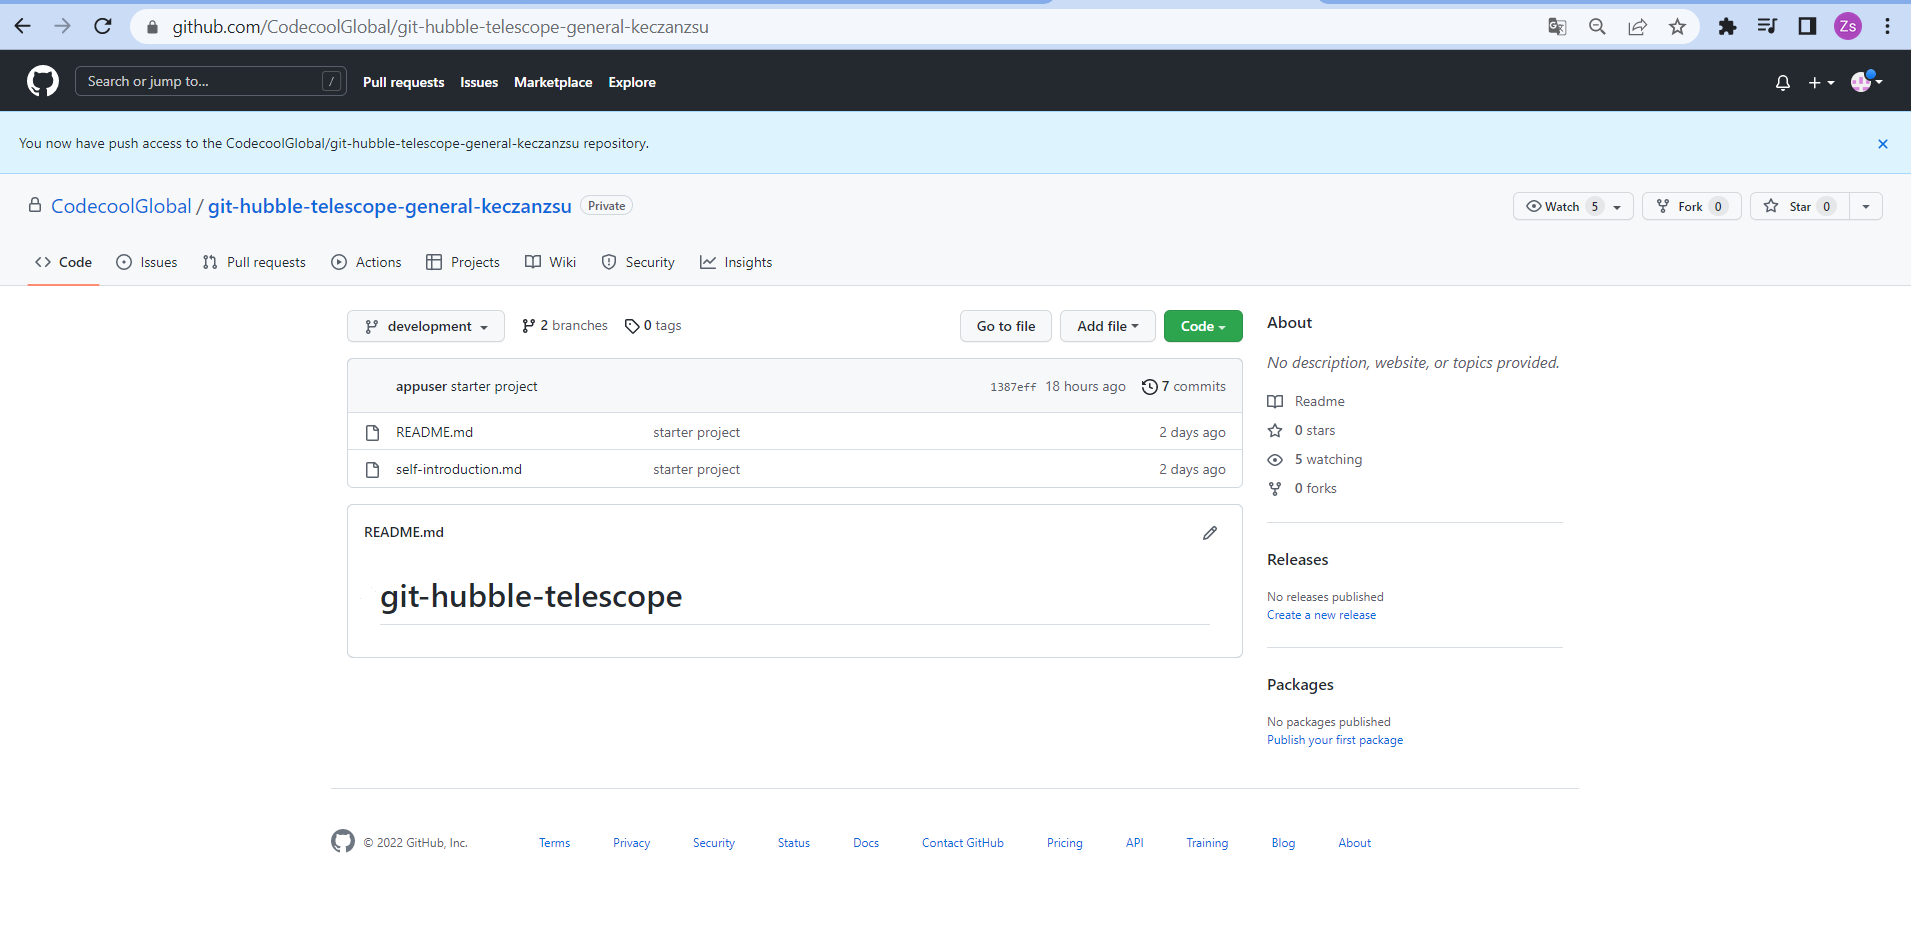 github.com/CodecoolGlobal/git-hubble-telescope-general-keczanzsu
Zs
Search or jump to... /
Pull requests Issues Marketplace Explore
You now have push access to the CodecoolGlobal/git-hubble-telescope-general-keczanzsu repository.
CodecoolGlobal / git-hubble-telescope-general-keczanzsu Private
Watch 5 Fork 0 Star 0
Code Issues Pull requests Actions Projects Wiki Security Insights
development 2 branches 0 tags Go to file Add file Code
appuser starter project 1387eff 18 hours ago 7 commits
README.md starter project 2 days ago
self-introduction.md starter project 2 days ago
README.md
git-hubble-telescope
About
No description, website, or topics provided.
Readme
0 stars
5 watching
0 forks
Releases
No releases published
Create a new release
Packages
No packages published
Publish your first package
© 2022 GitHub, Inc. Terms Privacy Security Status Docs Contact GitHub Pricing API Training Blog About